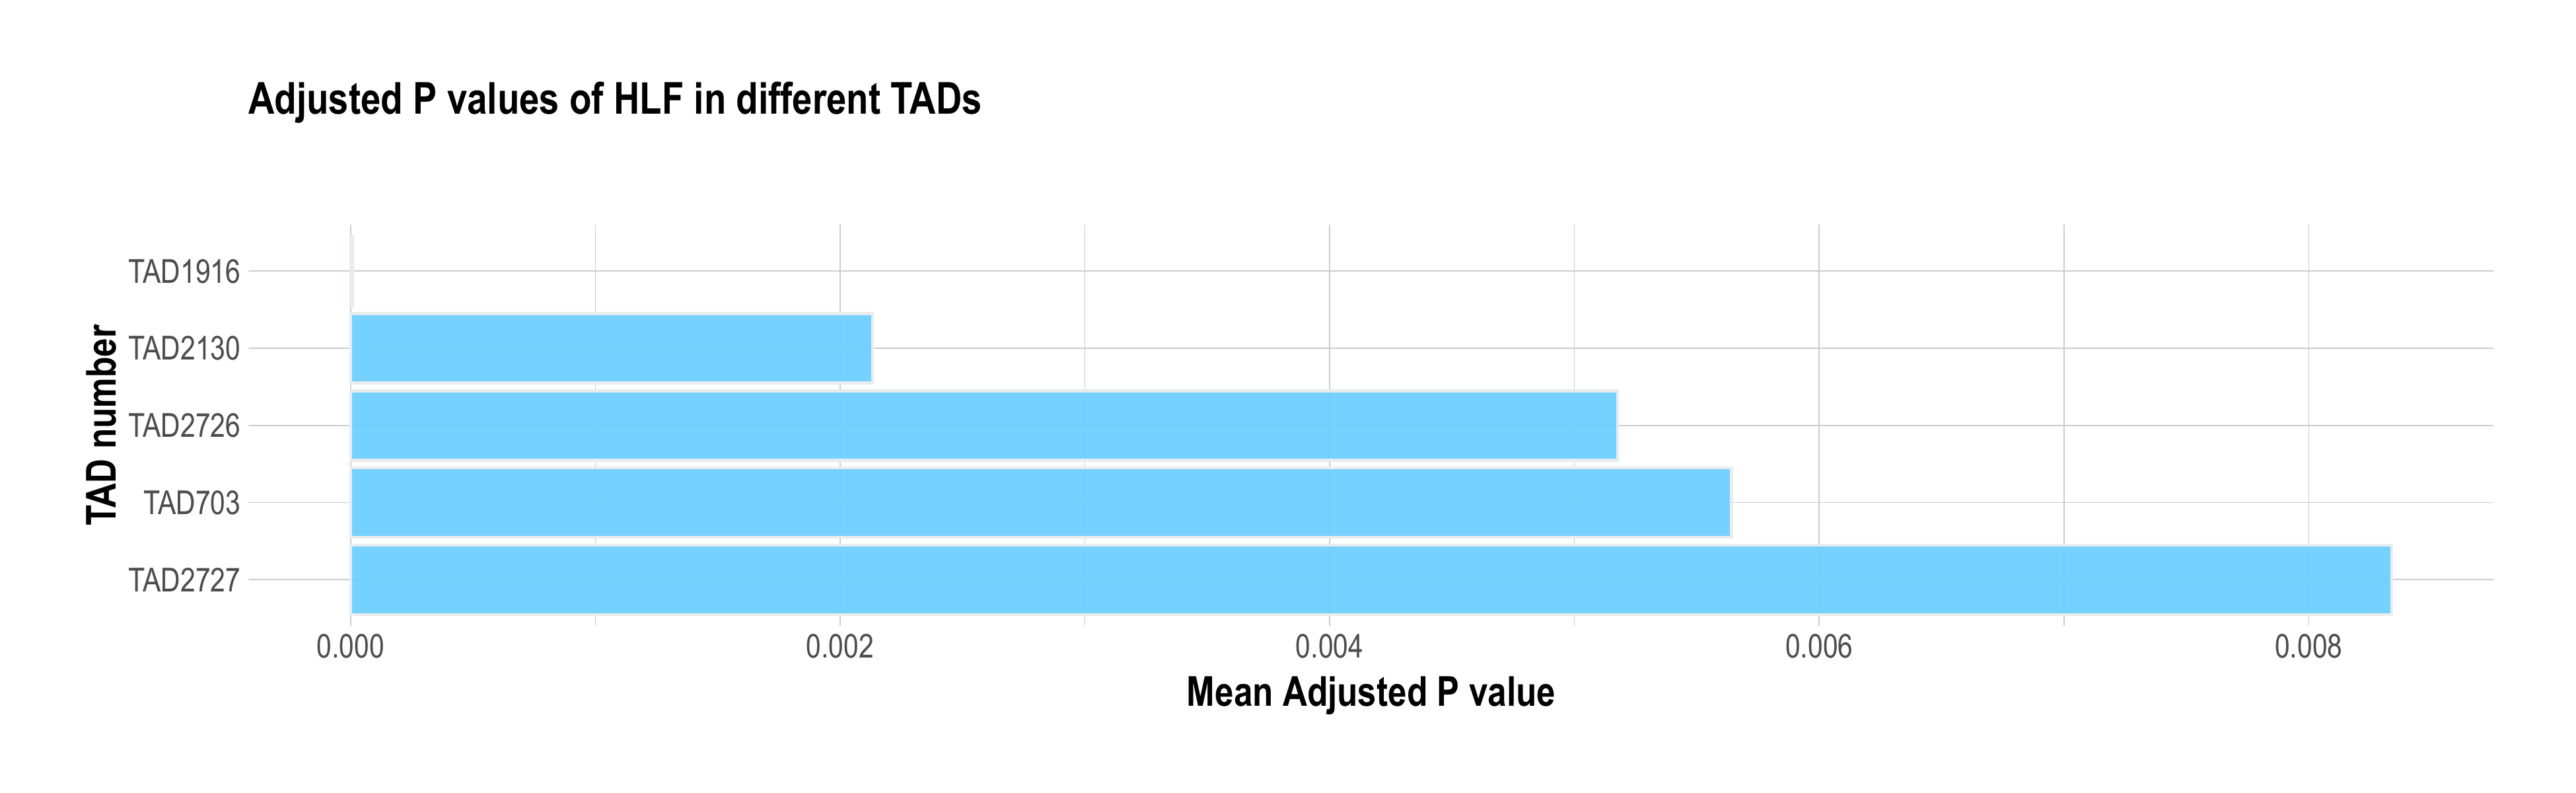 Adjusted P values of HLF in different TADs
TAD number
TAD1916
TAD2130
TAD2726
TAD703
TAD2727
0.000 0.002 0.004 0.006 0.008
Mean Adjusted P value